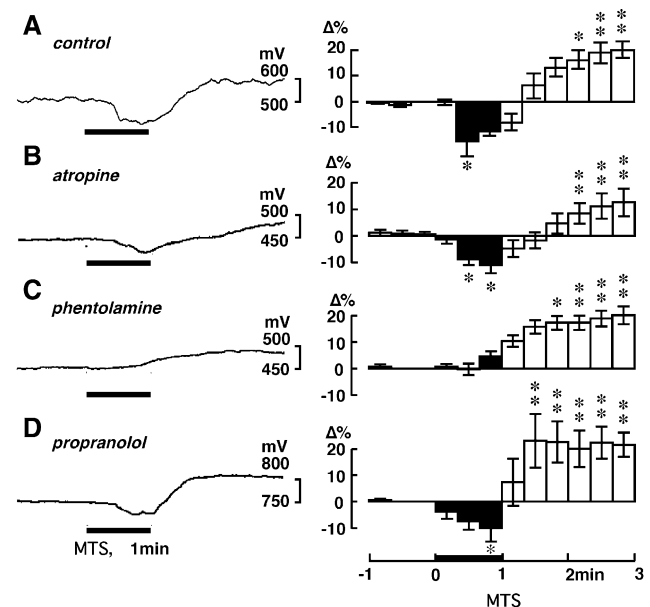 A
control
mV
600
500
Δ%
20
10
0
-10
*
*
* *
* *
B
atropine
mV
500
450
Δ%
20
10
0
-10
*
*
* *
* *
* *
C
phentolamine
mV
500
450
Δ%
20
10
0
-10
*
* *
* *
* *
D
propranolol
mV
800
750
MTS, 1min
Δ%
20
10
0
-10
*
* *
* *
* *
* *
* *
-1 0 1 2min 3
MTS